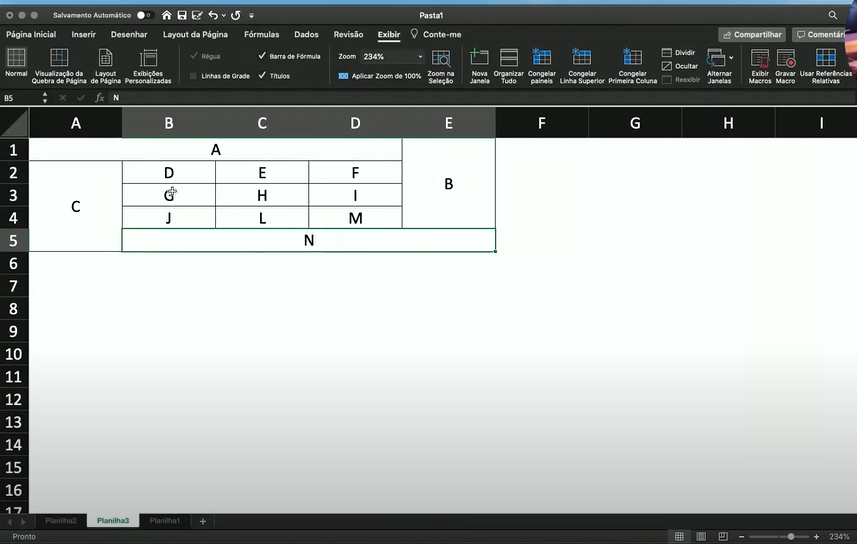 Salvamento Automático
Pasta1
Página Inicial Inserir Desenhar Layout da Página Fórmulas Dados Revisão Exibir Conte-me Compartilhar Comentári
Normal
Visualização da Quebra de Página
Layout de Página
Exibições Personalizadas
Régua
Linhas de Grade
Barra de Fórmula
Títulos
Zoom 234%
100 Aplicar Zoom de 100%
Zoom na Seleção
Nova Janela
Organizar Tudo
Congelar paineis
Congelar Linha Superior
Congelar Primeira Coluna
Dividir
Ocultar
Reexibir
Alternar Janelas
Exibir Macros
Gravar Macro
Usar Referências Relativas
B5 fx N
A B C D E F G H I
1 A
2 D E F
B
3 G H I
C
4 J L M
5 N
6
7
8
9
10
11
12
13
14
15
16
17
Planilha2 Planilha3 Planilha1 +
Pronto
234%